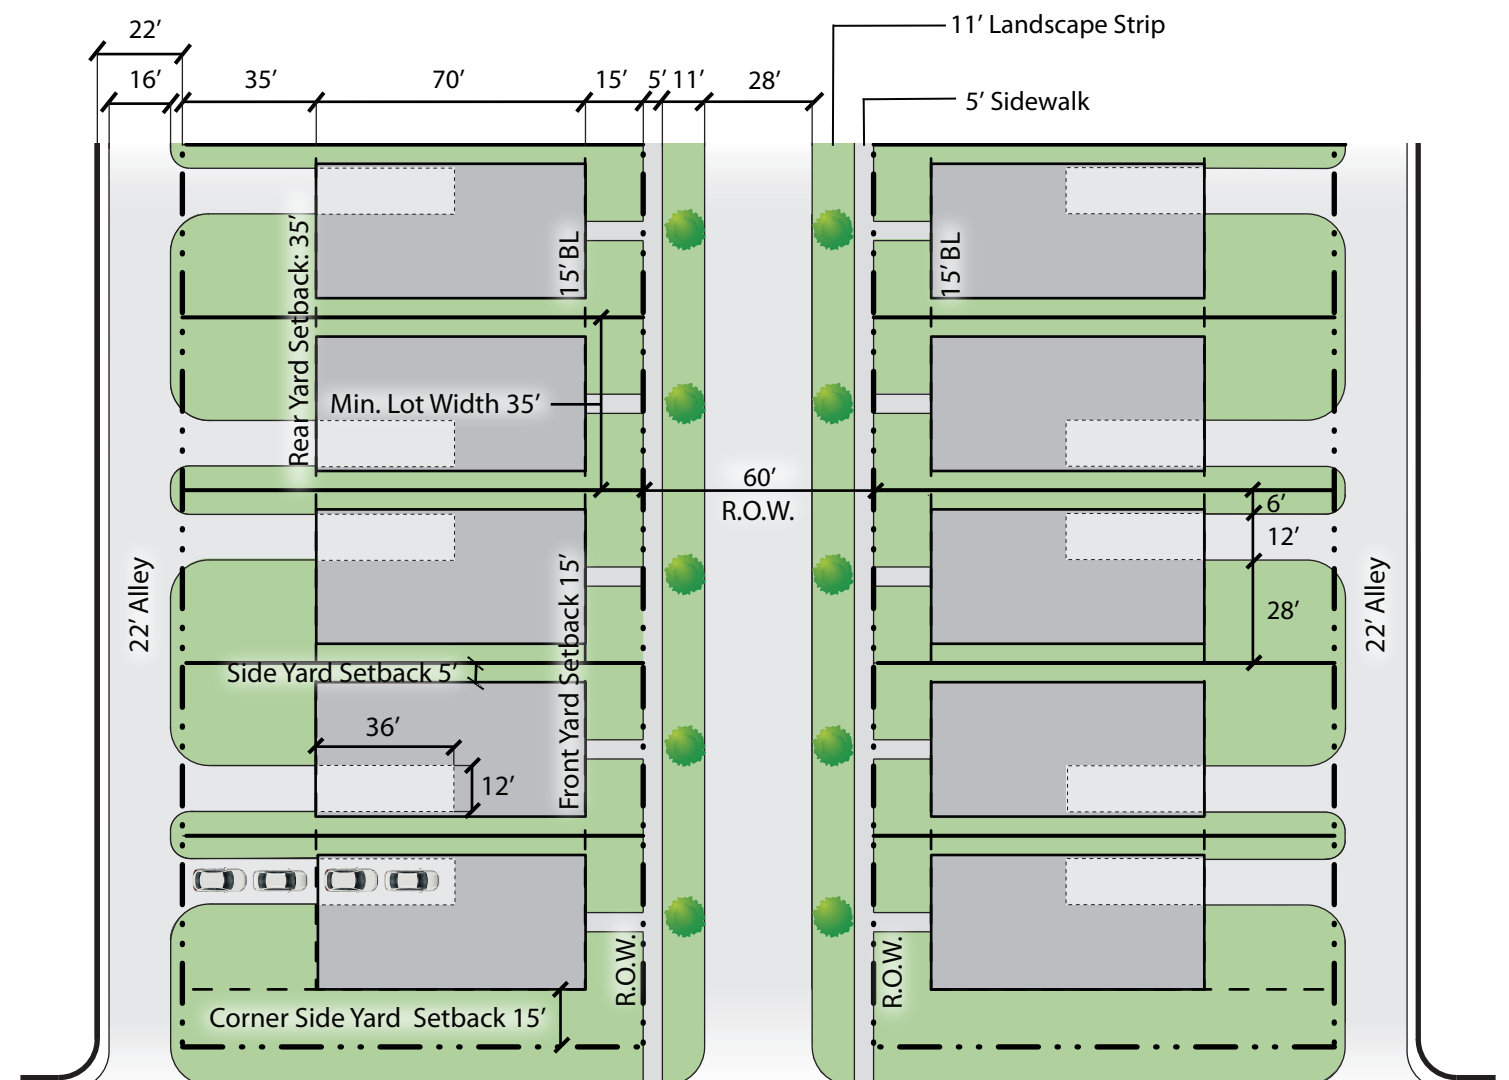 22’
11’ Landscape Strip
16’
35’
70’
15’
5’
11’
28’
5’ Sidewalk
Rear Yard Setback: 35’
15’ BL
15’ BL
Min. Lot Width 35’
60’
R.O.W.
6’
12’
28’
22’ Alley
22’ Alley
Front Yard Setback 15’
Side Yard Setback 5’
36’
12’
R.O.W.
R.O.W.
Corner Side Yard Setback 15’